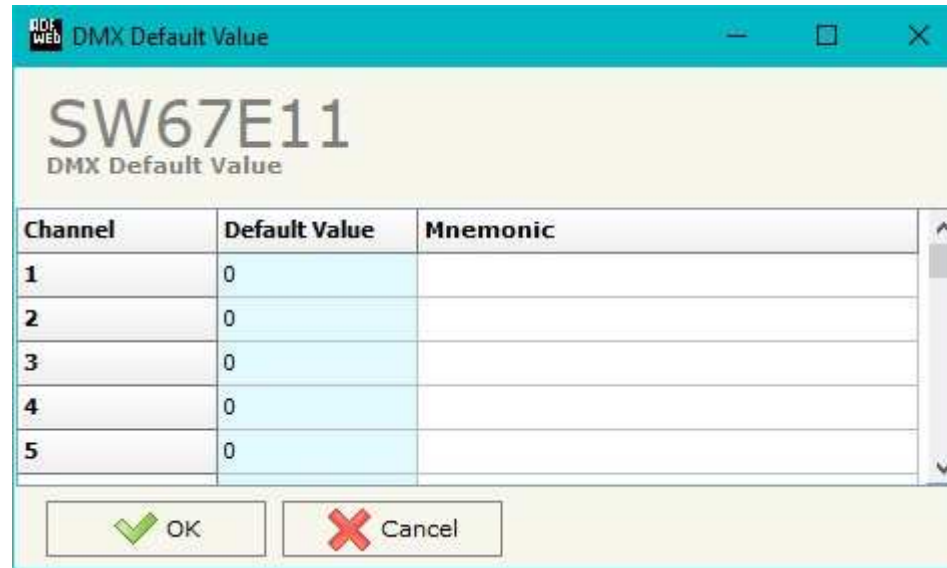 ADF WEB DMX Default Value
SW67E11
DMX Default Value
Channel Default Value Mnemonic
1 0
2 0
3 0
4 0
5 0
OK Cancel